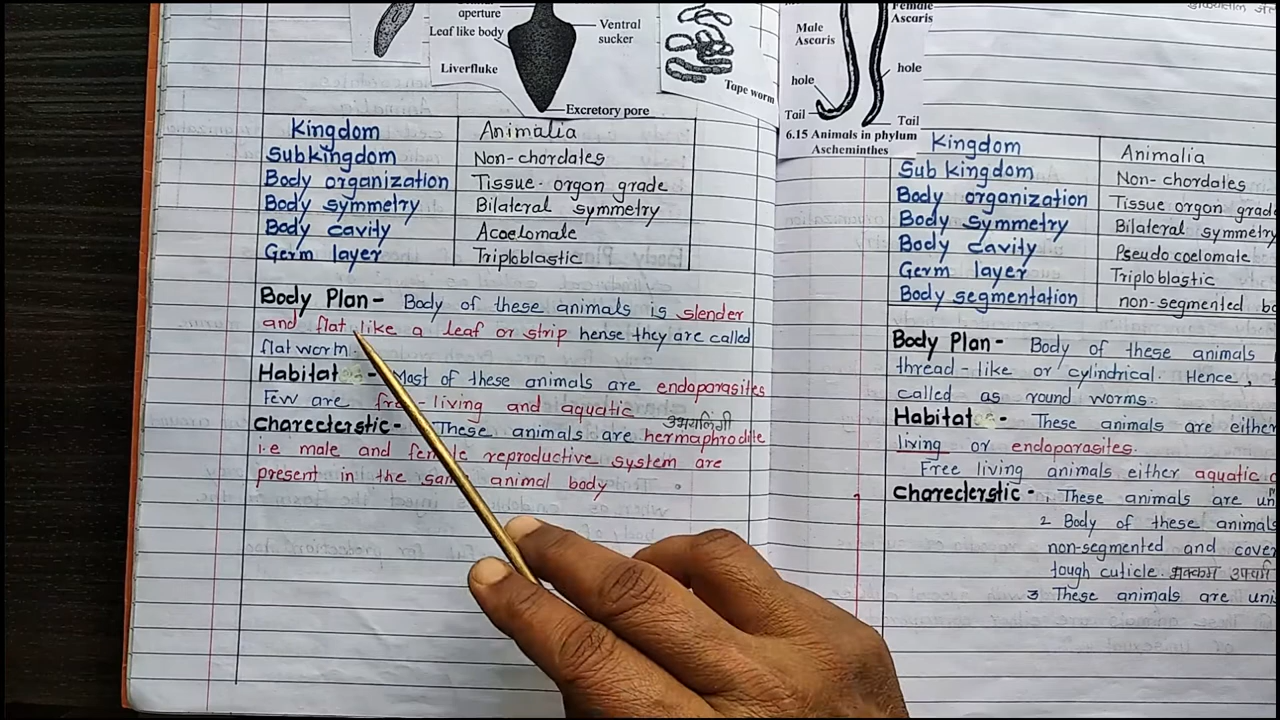 aperture
Leaf like body
Ventral
sucker
Liverfluke
Excretory pore
Tape worm
Female
Ascaris
Male
Ascaris
hole
hole
Tail
Tail
6.15 Animals in phylum
Ascheminthes
Kingdom Animalia
Subkingdom Non-chordates
Body organization Tissue-organ grade
Body symmetry Bilateral symmetry
Body cavity Acoelomate
Germ layer Triploblastic
Body Plan- Body of these animals is slender
and flat like a leaf or strip hense they are called
flat worm.
Habitat - Most of these animals are endoparasites
Few are free-living and aquatic
उभयलिंगी
charecterstic- These animals are hermaphrodite
i.e male and female reproductive system are
present in the same animal body
Kingdom Animalia
Sub kingdom Non-chordates
Body organization Tissue organ grade
Body symmetry Bilateral symmetry
Body cavity Pseudo coelomate
Germ layer Triploblastic
Body segmentation non-segmented
Body Plan- Body of these animals
thread-like or cylindrical. Hence,
called as round worms.
Habitat - These animals are either
living or endoparasites.
Free living animals either aquatic
charecterstic- These animals are
2 Body of these animals
non-segmented and cover
tough cuticle.
3 These animals are